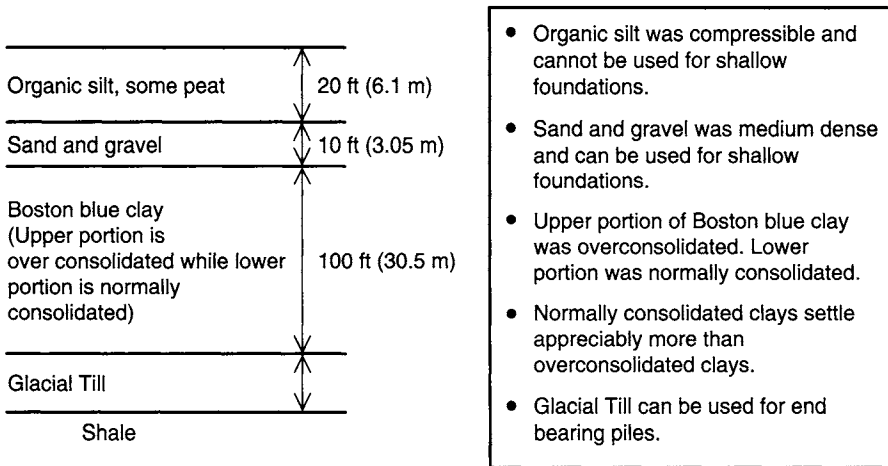 Organic silt, some peat
20 ft (6.1 m)
Sand and gravel
10 ft (3.05 m)
Boston blue clay
(Upper portion is
over consolidated while lower
portion is normally
consolidated)
100 ft (30.5 m)
Glacial Till
Shale
• Organic silt was compressible and
cannot be used for shallow
foundations.
• Sand and gravel was medium dense
and can be used for shallow
foundations.
• Upper portion of Boston blue clay
was overconsolidated. Lower
portion was normally consolidated.
• Normally consolidated clays settle
appreciably more than
overconsolidated clays.
• Glacial Till can be used for end
bearing piles.